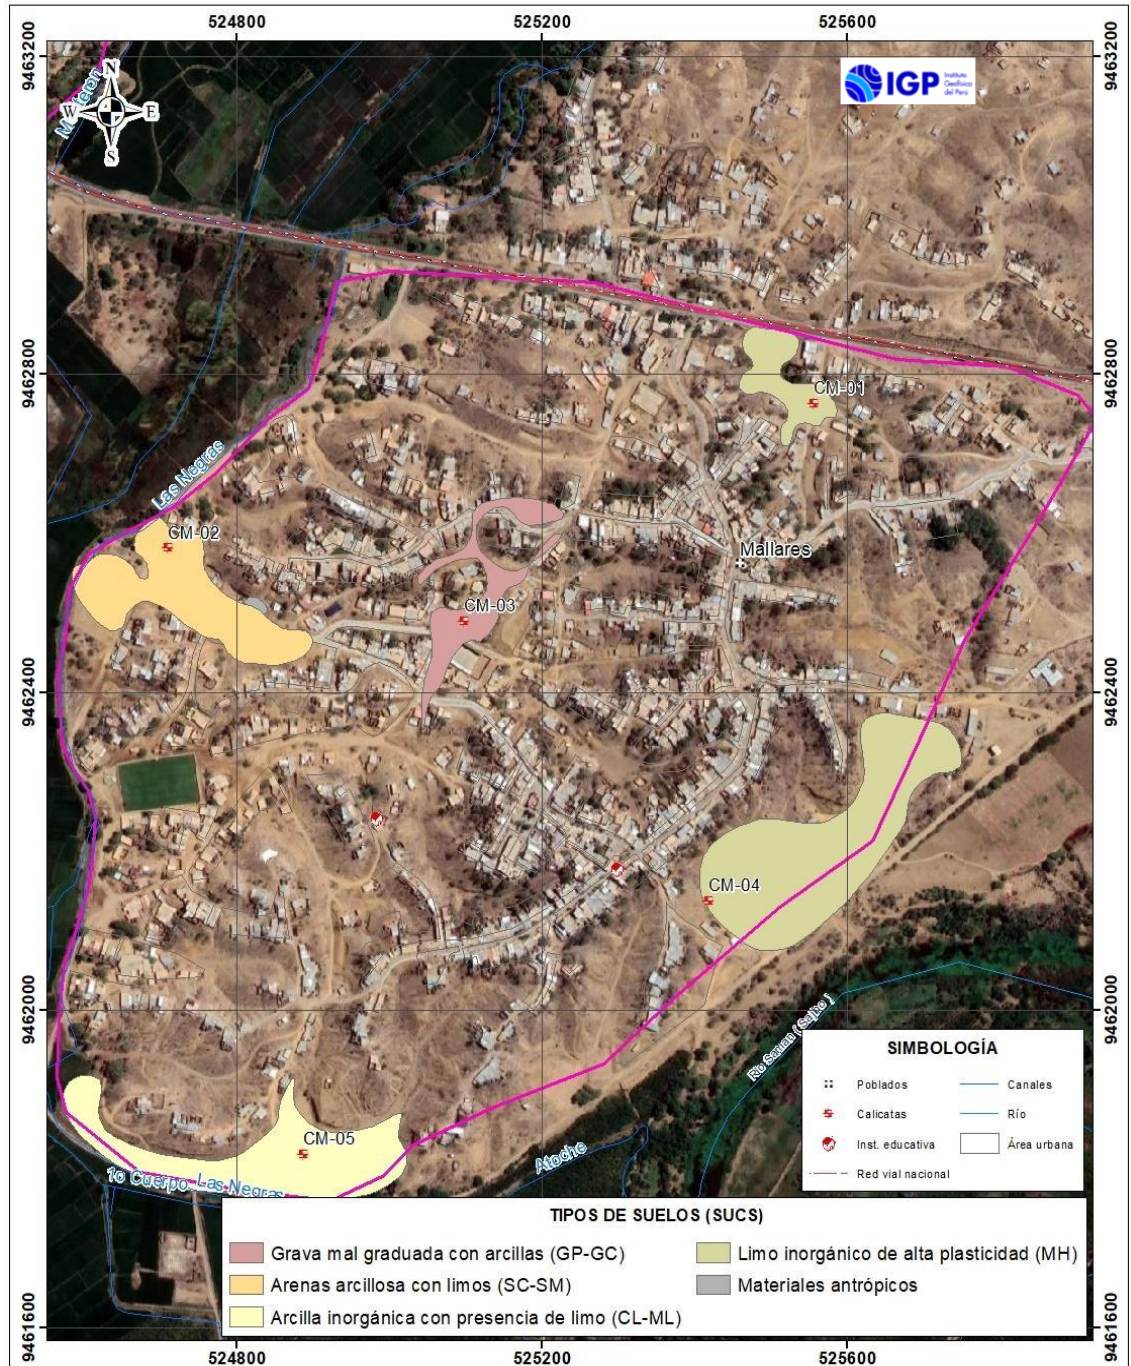 524800 525200 525600
9463200 9463200
IGP Instituto
Geofísico
del Perú
N
W E
S
9462800 9462800
CM-01
Las Negras
CM-02
Mallares
CM-03
9462400 9462400
CM-04
9462000 9462000
SIMBOLOGÍA
Poblados Canales
Calicatas Río
Inst. educativa Área urbana
Red vial nacional
CM-05
Atoche
1o Cuerpo Las Negras
TIPOS DE SUELOS (SUCS)
Grava mal graduada con arcillas (GP-GC) Limo inorgánico de alta plasticidad (MH)
Arenas arcillosa con limos (SC-SM) Materiales antrópicos
Arcilla inorgánica con presencia de limo (CL-ML)
9461600 9461600
524800 525200 525600